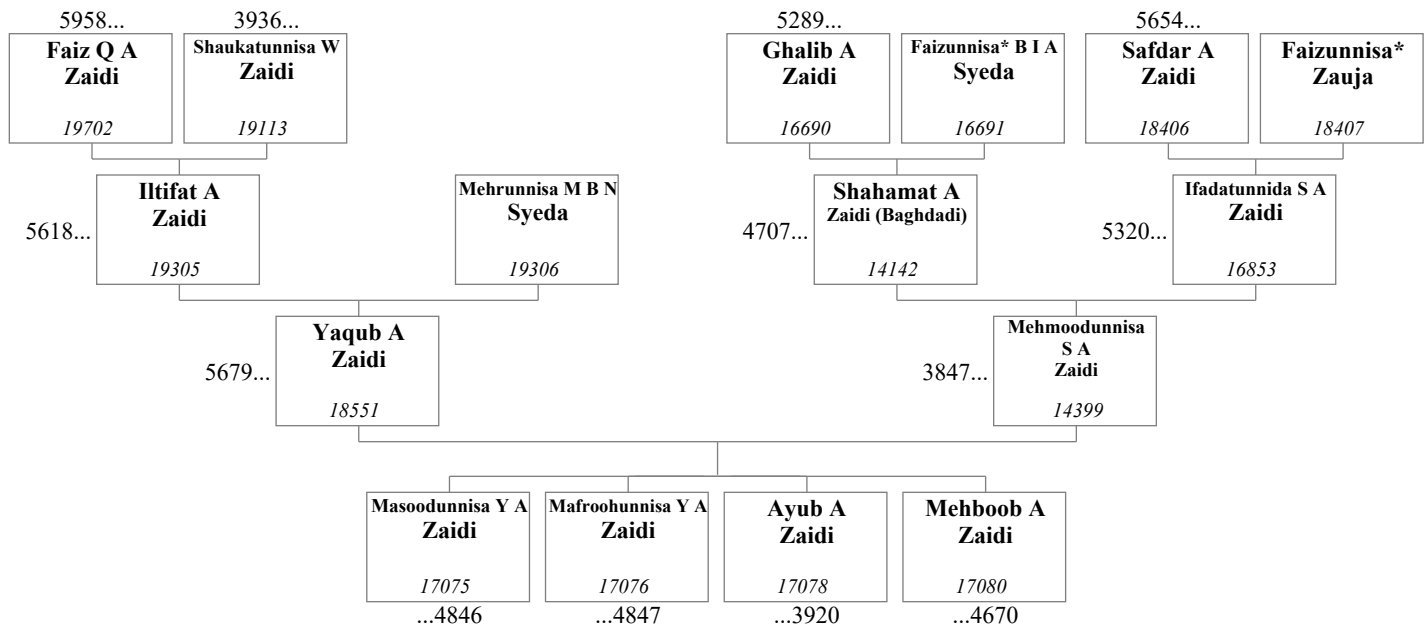 5958...
3936...
5289...
5654...
Faiz Q A
Zaidi
19702
Shaukatunnisa W
Zaidi
19113
Ghalib A
Zaidi
16690
Faizunnisa* B I A
Syeda
16691
Safdar A
Zaidi
18406
Faizunnisa*
Zauja
18407
5618...
Iltifat A
Zaidi
19305
Mehrunnisa M B N
Syeda
19306
4707...
Shahamat A
Zaidi (Baghdadi)
14142
5320...
Ifadatunnida S A
Zaidi
16853
5679...
Yaqub A
Zaidi
18551
3847...
Mehmoodunnisa
S A
Zaidi
14399
Masoodunnisa Y A
Zaidi
17075
Mafroohunnisa Y A
Zaidi
17076
Ayub A
Zaidi
17078
Mehboob A
Zaidi
17080
...4846
...4847
...3920
...4670